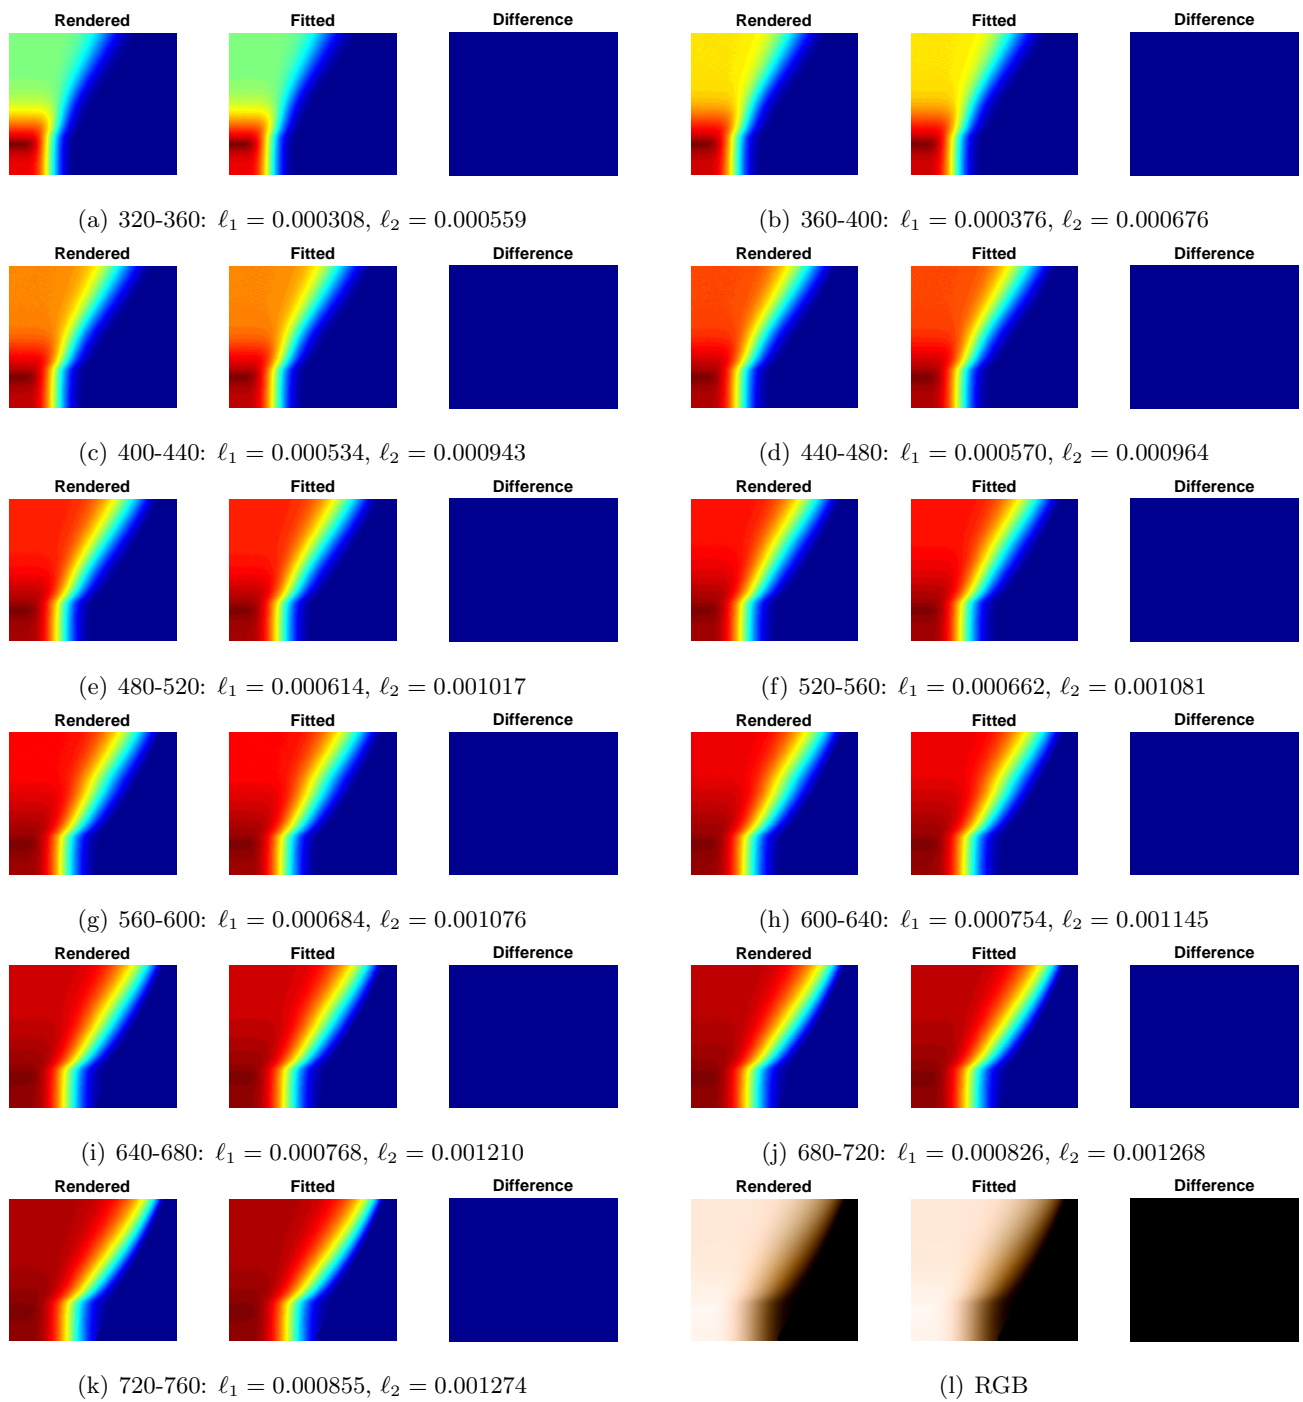 Rendered Fitted Difference Rendered Fitted Difference
(a) 320-360: ℓ1 = 0.000308, ℓ2 = 0.000559 (b) 360-400: ℓ1 = 0.000376, ℓ2 = 0.000676
Rendered Fitted Difference Rendered Fitted Difference
(c) 400-440: ℓ1 = 0.000534, ℓ2 = 0.000943 (d) 440-480: ℓ1 = 0.000570, ℓ2 = 0.000964
Rendered Fitted Difference Rendered Fitted Difference
(e) 480-520: ℓ1 = 0.000614, ℓ2 = 0.001017 (f) 520-560: ℓ1 = 0.000662, ℓ2 = 0.001081
Rendered Fitted Difference Rendered Fitted Difference
(g) 560-600: ℓ1 = 0.000684, ℓ2 = 0.001076 (h) 600-640: ℓ1 = 0.000754, ℓ2 = 0.001145
Rendered Fitted Difference Rendered Fitted Difference
(i) 640-680: ℓ1 = 0.000768, ℓ2 = 0.001210 (j) 680-720: ℓ1 = 0.000826, ℓ2 = 0.001268
Rendered Fitted Difference Rendered Fitted Difference
(k) 720-760: ℓ1 = 0.000855, ℓ2 = 0.001274 (l) RGB